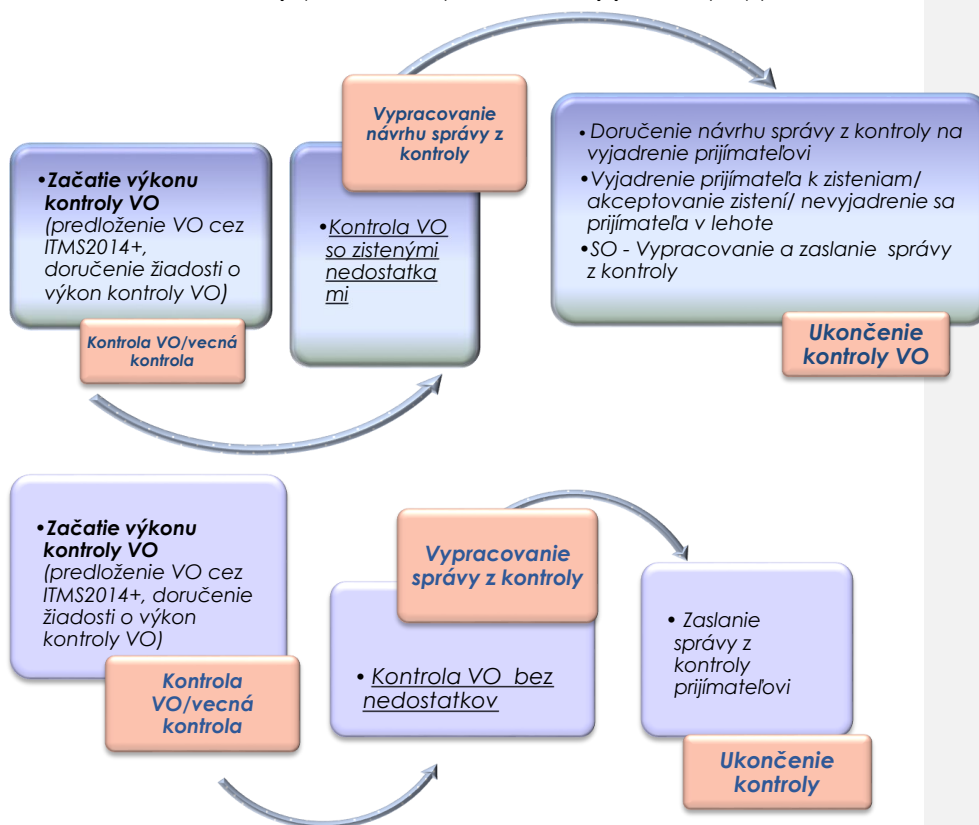 Vypracovanie
návrhu správy z
kontroly
•Začatie výkonu
kontroly VO
(predloženie VO cez
ITMS2014+,
doručenie žiadosti o
výkon kontroly VO)
Kontrola VO/vecná
kontrola
•Kontrola VO
so zistenými
nedostatka
mi
• Doručenie návrhu správy z kontroly na
vyjadrenie prijímateľovi
•Vyjadrenie prijímateľa k zisteniam/
akceptovanie zistení/ nevyjadrenie sa
prijímateľa v lehote
•SO - Vypracovanie a zaslanie správy
z kontroly
Ukončenie
kontroly VO
•Začatie výkonu
kontroly VO
(predloženie VO cez
ITMS2014+, doručenie
žiadosti o výkon
kontroly VO)
Kontrola
VO/vecná
kontrola
Vypracovanie
správy z kontroly
• Kontrola VO bez
nedostatkov
• Zaslanie
správy z
kontroly
prijímateľovi
Ukončenie
kontroly